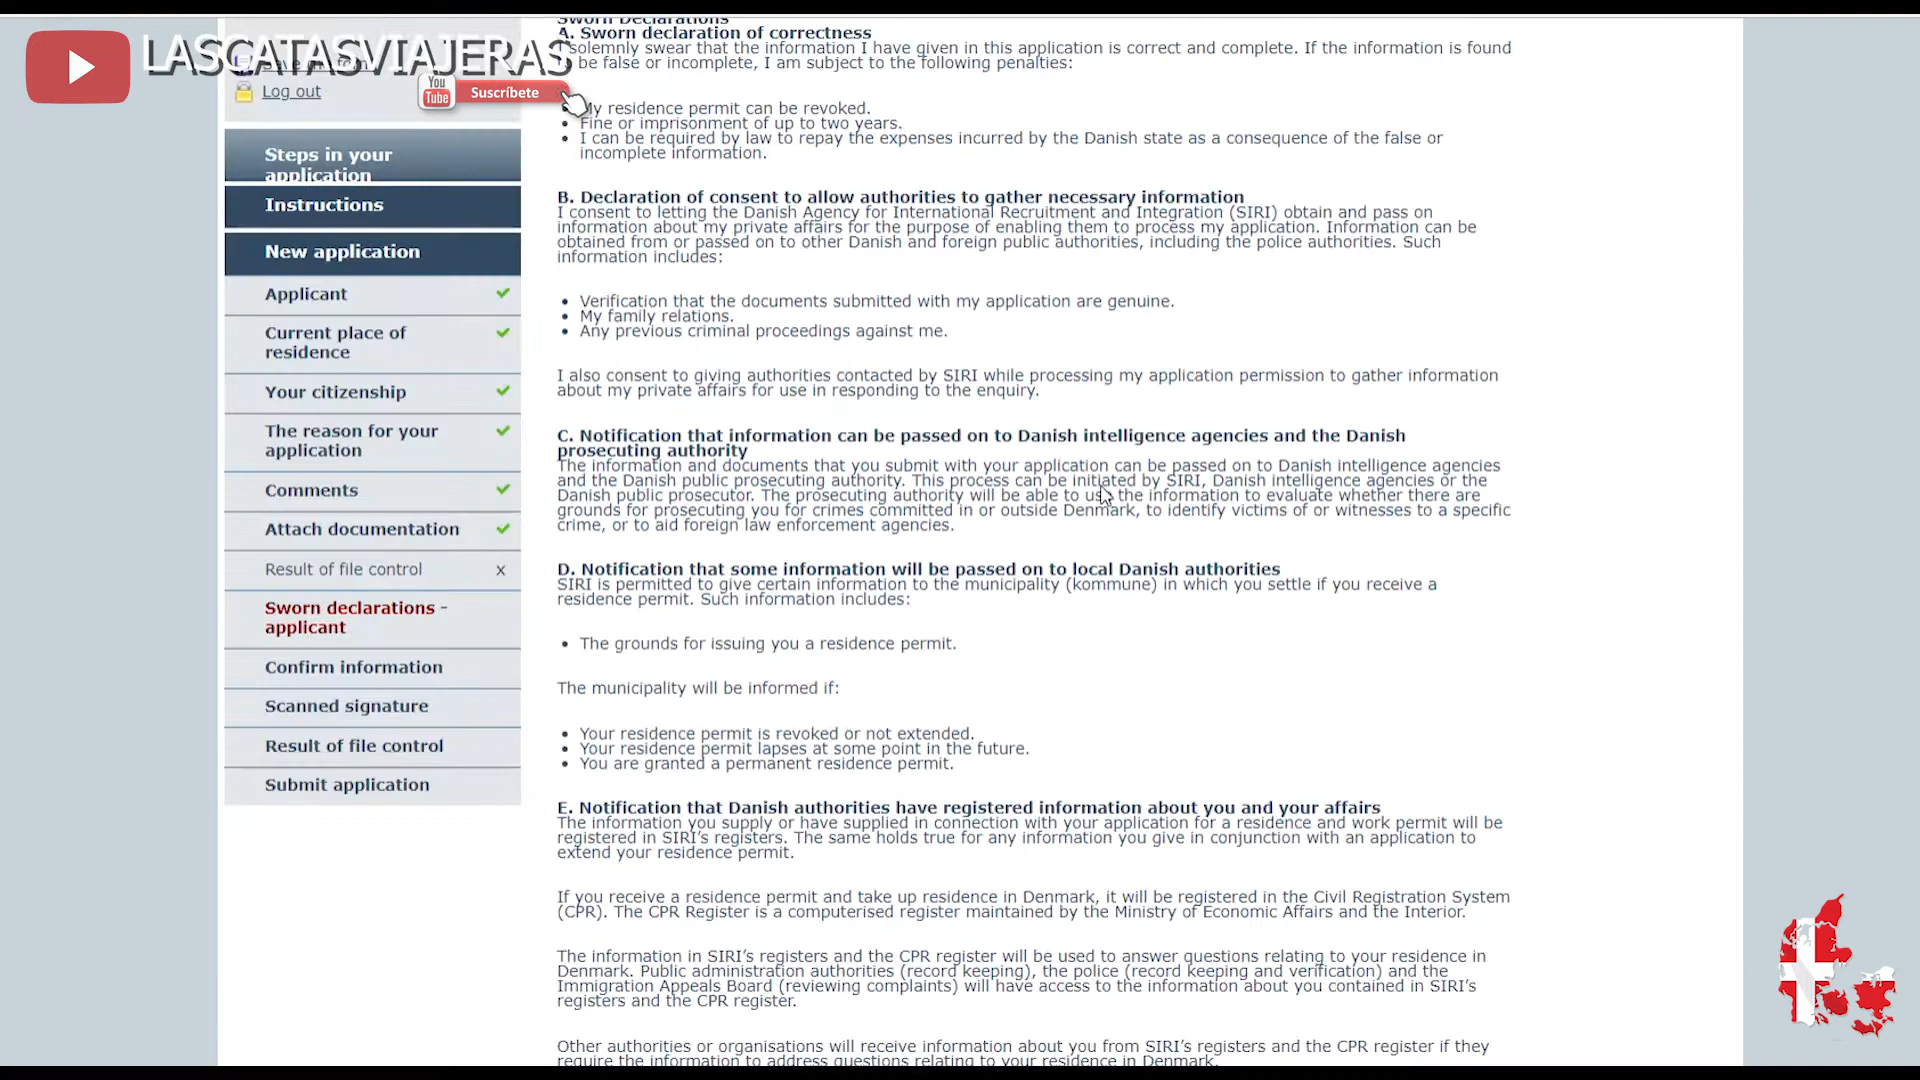 LASCATASVIAJERAS
Log out
You
Tube
Suscríbete
Steps in your
application
Instructions
New application
Applicant
Current place of
residence
Your citizenship
The reason for your
application
Comments
Attach documentation
Result of file control x
Sworn declarations -
applicant
Confirm information
Scanned signature
Result of file control
Submit application
Sworn Declarations
A. Sworn declaration of correctness
I solemnly swear that the information I have given in this application is correct and complete. If the information is found
be false or incomplete, I am subject to the following penalties:
My residence permit can be revoked.
Fine or imprisonment of up to two years.
I can be required by law to repay the expenses incurred by the Danish state as a consequence of the false or
incomplete information.
B. Declaration of consent to allow authorities to gather necessary information
I consent to letting the Danish Agency for International Recruitment and Integration (SIRI) obtain and pass on
information about my private affairs for the purpose of enabling them to process my application. Information can be
obtained from or passed on to other Danish and foreign public authorities, including the police authorities. Such
information includes:
Verification that the documents submitted with my application are genuine.
My family relations.
Any previous criminal proceedings against me.
I also consent to giving authorities contacted by SIRI while processing my application permission to gather information
about my private affairs for use in responding to the enquiry.
C. Notification that information can be passed on to Danish intelligence agencies and the Danish
prosecuting authority
The information and documents that you submit with your application can be passed on to Danish intelligence agencies
and the Danish public prosecuting authority. This process can be initiated by SIRI, Danish intelligence agencies or the
Danish public prosecutor. The prosecuting authority will be able to use the information to evaluate whether there are
grounds for prosecuting you for crimes committed in or outside Denmark, to identify victims of or witnesses to a specific
crime, or to aid foreign law enforcement agencies.
D. Notification that some information will be passed on to local Danish authorities
SIRI is permitted to give certain information to the municipality (kommune) in which you settle if you receive a
residence permit. Such information includes:
The grounds for issuing you a residence permit.
The municipality will be informed if:
Your residence permit is revoked or not extended.
Your residence permit lapses at some point in the future.
You are granted a permanent residence permit.
E. Notification that Danish authorities have registered information about you and your affairs
The information you supply or have supplied in connection with your application for a residence and work permit will be
registered in SIRI's registers. The same holds true for any information you give in conjunction with an application to
extend your residence permit.
If you receive a residence permit and take up residence in Denmark, it will be registered in the Civil Registration System
(CPR). The CPR Register is a computerised register maintained by the Ministry of Economic Affairs and the Interior.
The information in SIRI's registers and the CPR register will be used to answer questions relating to your residence in
Denmark. Public administration authorities (record keeping), the police (record keeping and verification) and the
Immigration Appeals Board (reviewing complaints) will have access to the information about you contained in SIRI's
registers and the CPR register.
Other authorities or organisations will receive information about you from SIRI's registers and the CPR register if they
require the information to address questions relating to your residence in Denmark.